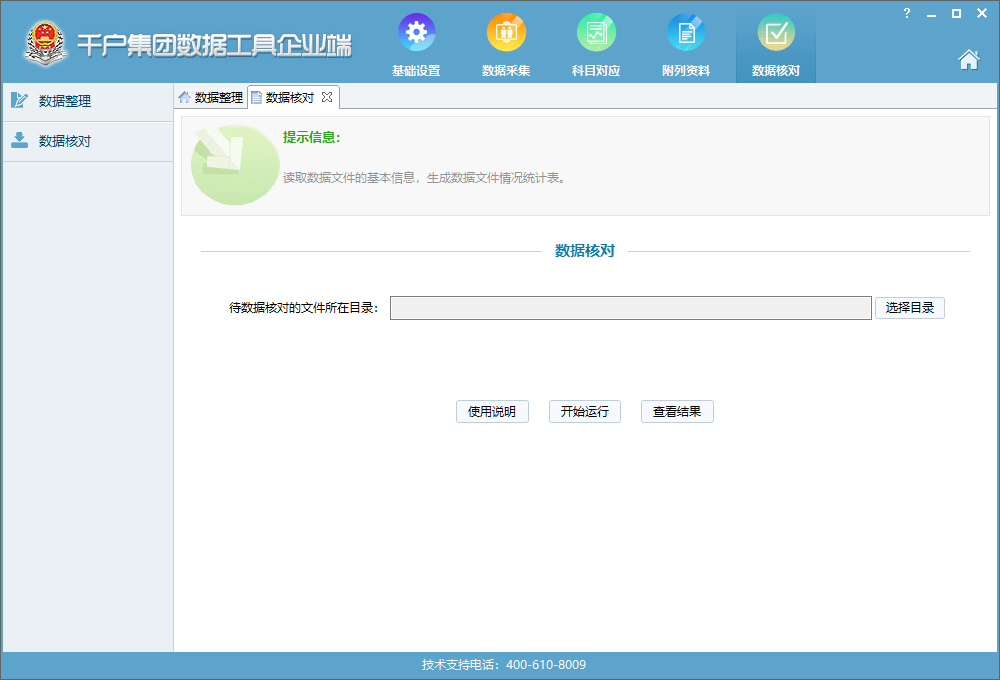 ?
千户集团数据工具企业端
基础设置
数据采集
科目对应
附列资料
数据核对
数据整理
数据核对
数据整理
数据核对
提示信息：
读取数据文件的基本信息，生成数据文件情况统计表。
数据核对
待数据核对的文件所在目录：
选择目录
使用说明
开始运行
查看结果
技术支持电话：400-610-8009